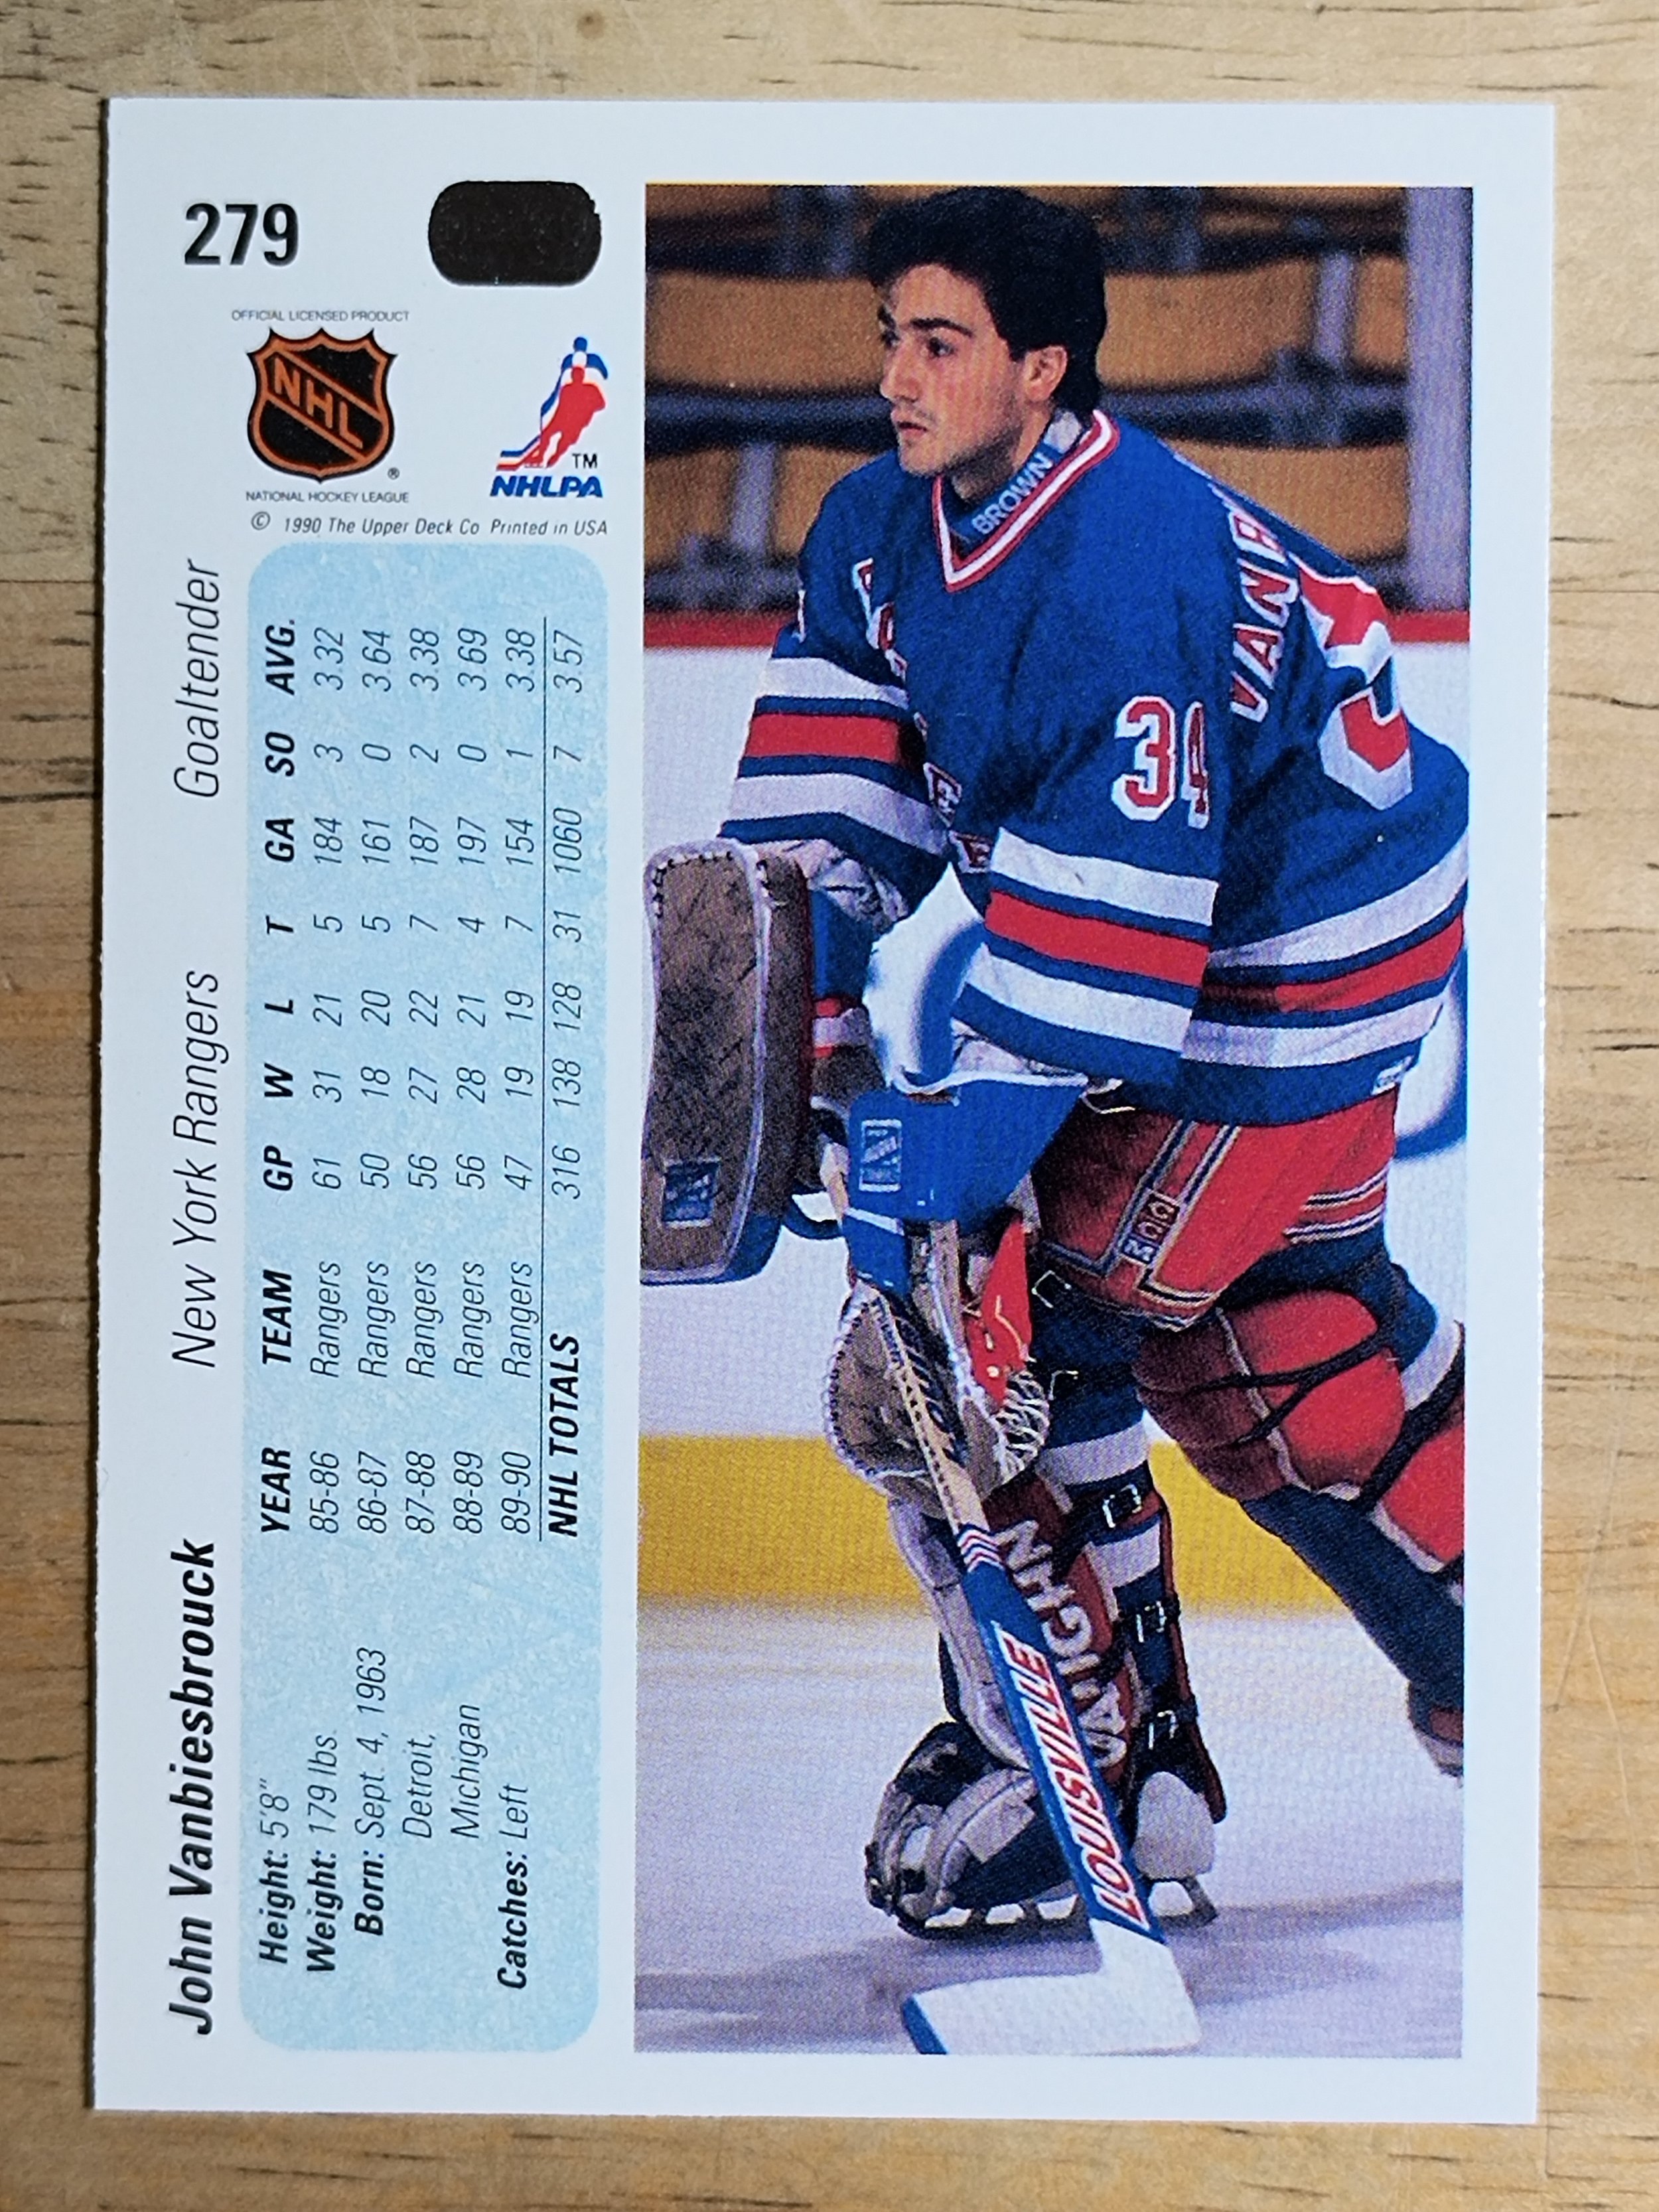 279
OFFICIAL LICENSED PRODUCT
NHL
®
NATIONAL HOCKEY LEAGUE
TM
NHLPA
© 1990 The Upper Deck Co Printed in USA
John Vanbiesbrouck New York Rangers Goaltender
Height: 5'8"
Weight: 179 lbs.
Born: Sept. 4, 1963
Detroit,
Michigan
Catches: Left
YEAR TEAM GP W L T GA SO AVG.
85-86 Rangers 61 31 21 5 184 3 3.32
86-87 Rangers 50 18 20 5 161 0 3.64
87-88 Rangers 56 27 22 7 187 2 3.38
88-89 Rangers 56 28 21 4 197 0 3.69
89-90 Rangers 47 19 19 7 154 1 3.38
NHL TOTALS 316 138 128 31 1060 7 3.57
BROWN
34
VAUGHN
LOUISVILLE